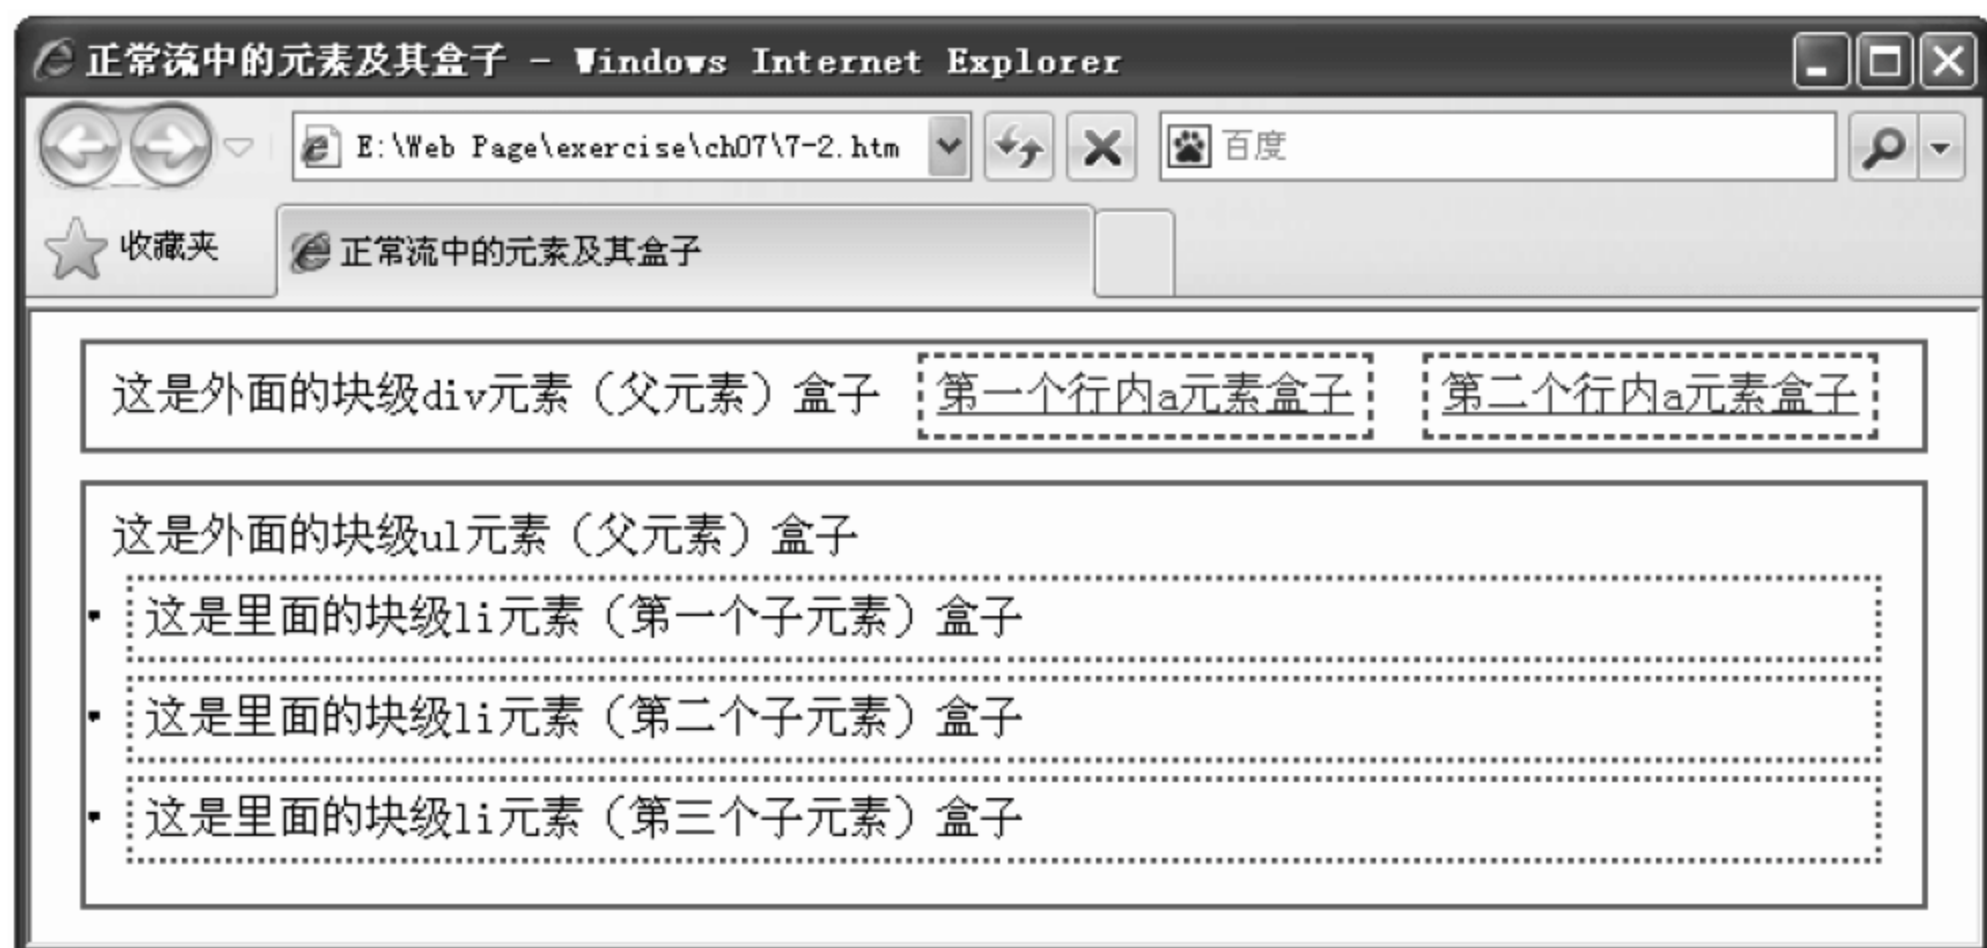 正常流中的元素及其盒子 - Windows Internet Explorer
E:\Web Page\exercise\ch07\7-2.htm
百度
收藏夹
正常流中的元素及其盒子
这是外面的块级div元素（父元素）盒子 第一个行内a元素盒子 第二个行内a元素盒子
这是外面的块级ul元素（父元素）盒子
这是里面的块级li元素（第一个子元素）盒子
这是里面的块级li元素（第二个子元素）盒子
这是里面的块级li元素（第三个子元素）盒子